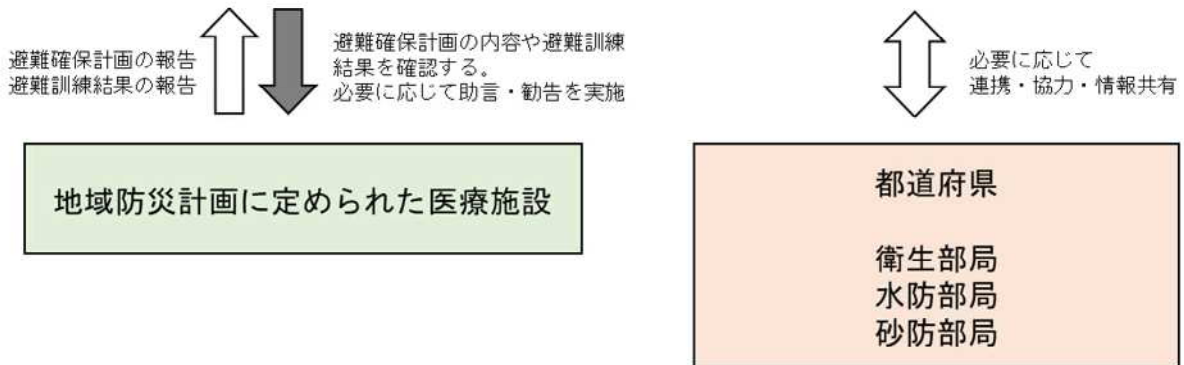 避難確保計画の報告
避難訓練結果の報告
避難確保計画の内容や避難訓練
結果を確認する。
必要に応じて助言・勧告を実施
必要に応じて
連携・協力・情報共有
地域防災計画に定められた医療施設
都道府県
衛生部局
水防部局
砂防部局